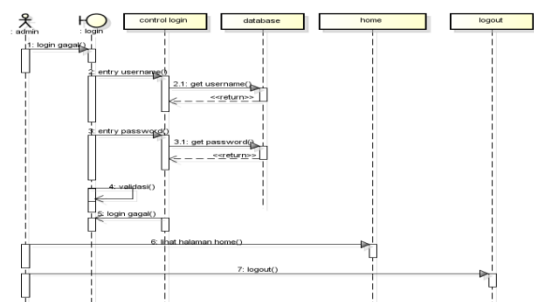 control login
database
home
logout
: admin
: login
1: login gagal()
2: entry username()
2.1: get username()
<<return>>
3: entry password()
3.1: get password()
<<return>>
4: validasi()
5: login gagal()
6: lihat halaman home()
7: logout()